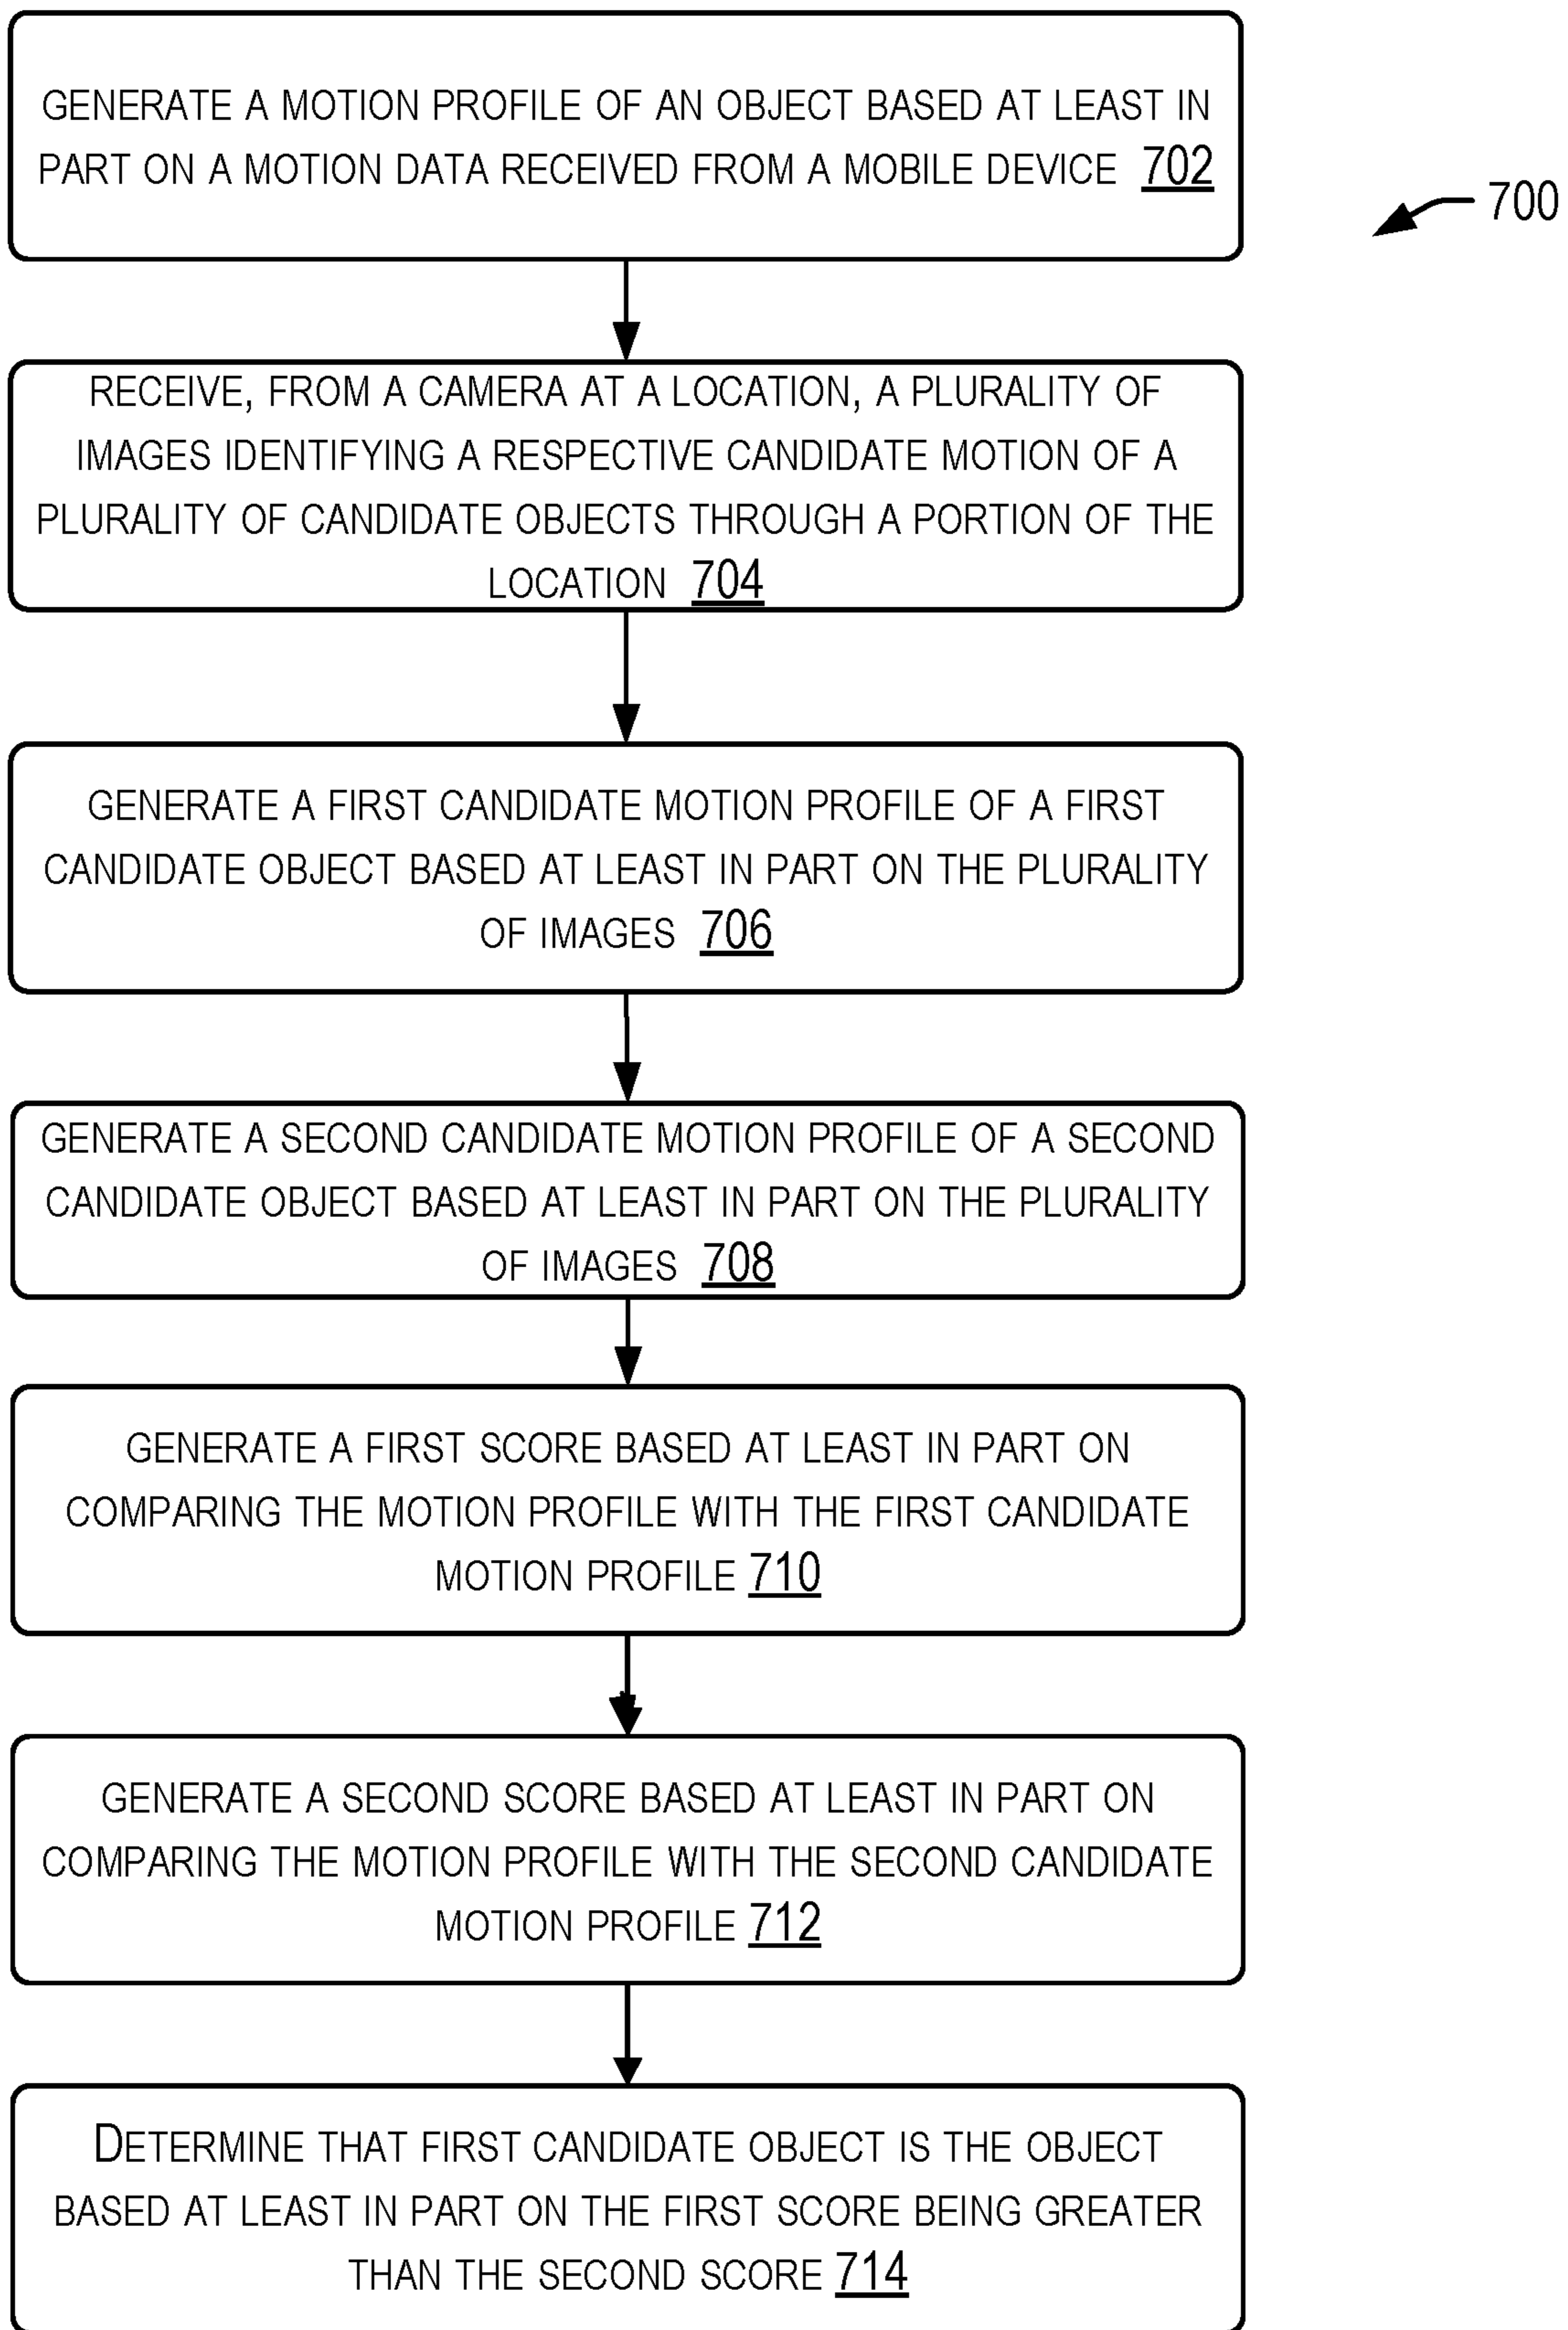 GENERATE A MOTION PROFILE OF AN OBJECT BASED AT LEAST IN
PART ON A MOTION DATA RECEIVED FROM A MOBILE DEVICE 702
700
RECEIVE, FROM A CAMERA AT A LOCATION, A PLURALITY OF
IMAGES IDENTIFYING A RESPECTIVE CANDIDATE MOTION OF A
PLURALITY OF CANDIDATE OBJECTS THROUGH A PORTION OF THE
LOCATION 704
GENERATE A FIRST CANDIDATE MOTION PROFILE OF A FIRST
CANDIDATE OBJECT BASED AT LEAST IN PART ON THE PLURALITY
OF IMAGES 706
GENERATE A SECOND CANDIDATE MOTION PROFILE OF A SECOND
CANDIDATE OBJECT BASED AT LEAST IN PART ON THE PLURALITY
OF IMAGES 708
GENERATE A FIRST SCORE BASED AT LEAST IN PART ON
COMPARING THE MOTION PROFILE WITH THE FIRST CANDIDATE
MOTION PROFILE 710
GENERATE A SECOND SCORE BASED AT LEAST IN PART ON
COMPARING THE MOTION PROFILE WITH THE SECOND CANDIDATE
MOTION PROFILE 712
DETERMINE THAT FIRST CANDIDATE OBJECT IS THE OBJECT
BASED AT LEAST IN PART ON THE FIRST SCORE BEING GREATER
THAN THE SECOND SCORE 714